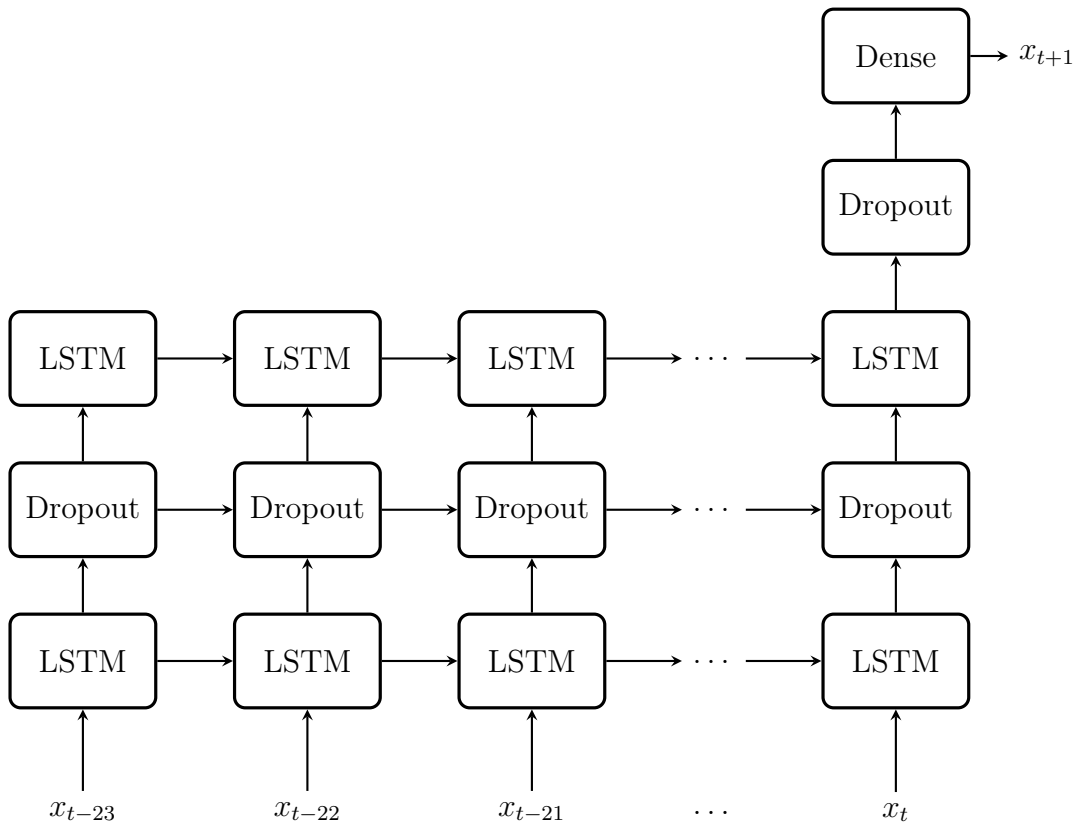 Dense x_{t+1}
Dropout
LSTM LSTM LSTM ··· LSTM
Dropout Dropout Dropout ··· Dropout
LSTM LSTM LSTM ··· LSTM
x_{t−23} x_{t−22} x_{t−21} ··· x_t